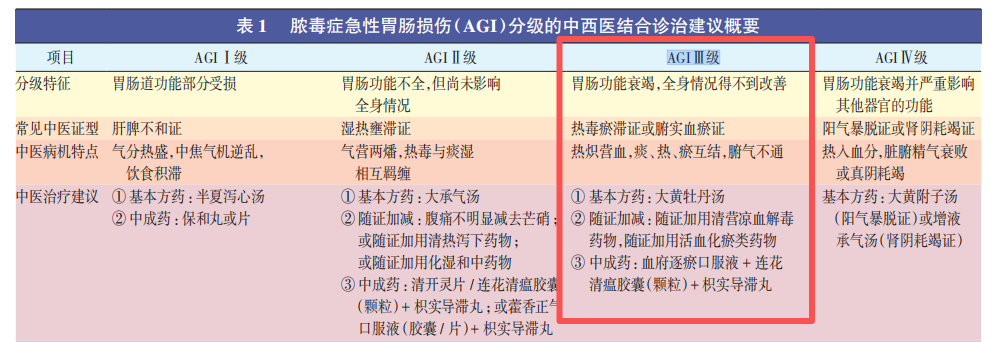 表 1 脓毒症急性胃肠损伤(AGI)分级的中西医结合诊治建议概要
项目 AGIⅠ级 AGIⅡ级 AGIⅢ级 AGIⅣ级
分级特征 胃肠道功能部分受损 胃肠功能不全,但尚未影响 胃肠功能衰竭,全身情况得不到改善 胃肠功能衰竭并严重影响
全身情况 其他器官的功能
常见中医证型 肝脾不和证 湿热壅滞证 热毒瘀滞证或腑实血瘀证 阳气暴脱证或肾阴耗竭证
中医病机特点 气分热盛,中焦气机逆乱, 气营两燔,热毒与痰湿 热炽营血,痰、热、瘀互结,腑气不通 热入血分,脏腑精气衰败
饮食积滞 相互羁缠 或真阴耗竭
中医治疗建议 ① 基本方药:半夏泻心汤 ① 基本方药:大承气汤 ① 基本方药:大黄牡丹汤 基本方药:大黄附子汤
② 中成药:保和丸或片 ② 随证加减:腹痛不明显减去芒硝; ② 随证加减:随证加用清营凉血解毒 (阳气暴脱证)或增液
或随证加用清热泻下药物; 药物,随证加用活血化瘀类药物 承气汤(肾阴耗竭证)
或随证加用化湿和中药物 ③ 中成药:血府逐瘀口服液 + 连花
③ 中成药:清开灵片 / 连花清瘟胶囊 清瘟胶囊(颗粒)+ 枳实导滞丸
(颗粒)+ 枳实导滞丸;或藿香正气
口服液(胶囊 / 片)+ 枳实导滞丸